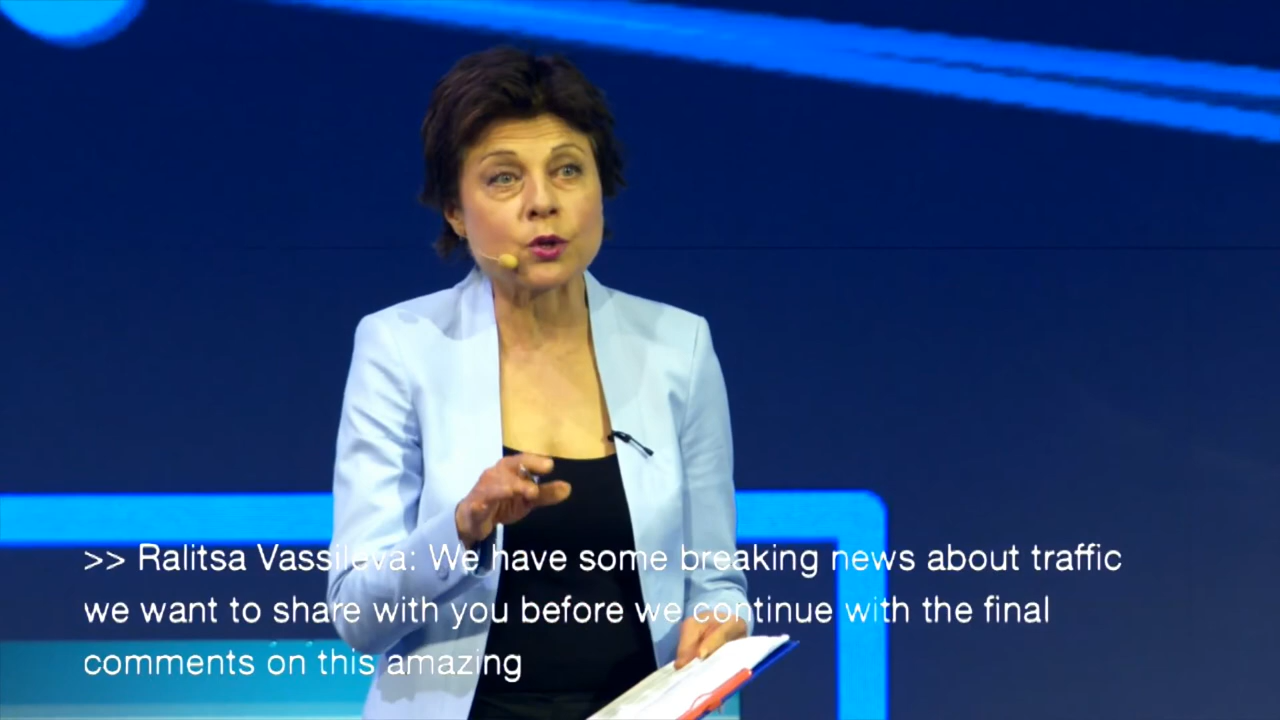 >> Ralitsa Vassileva: We have some breaking news about traffic
we want to share with you before we continue with the final
comments on this amazing